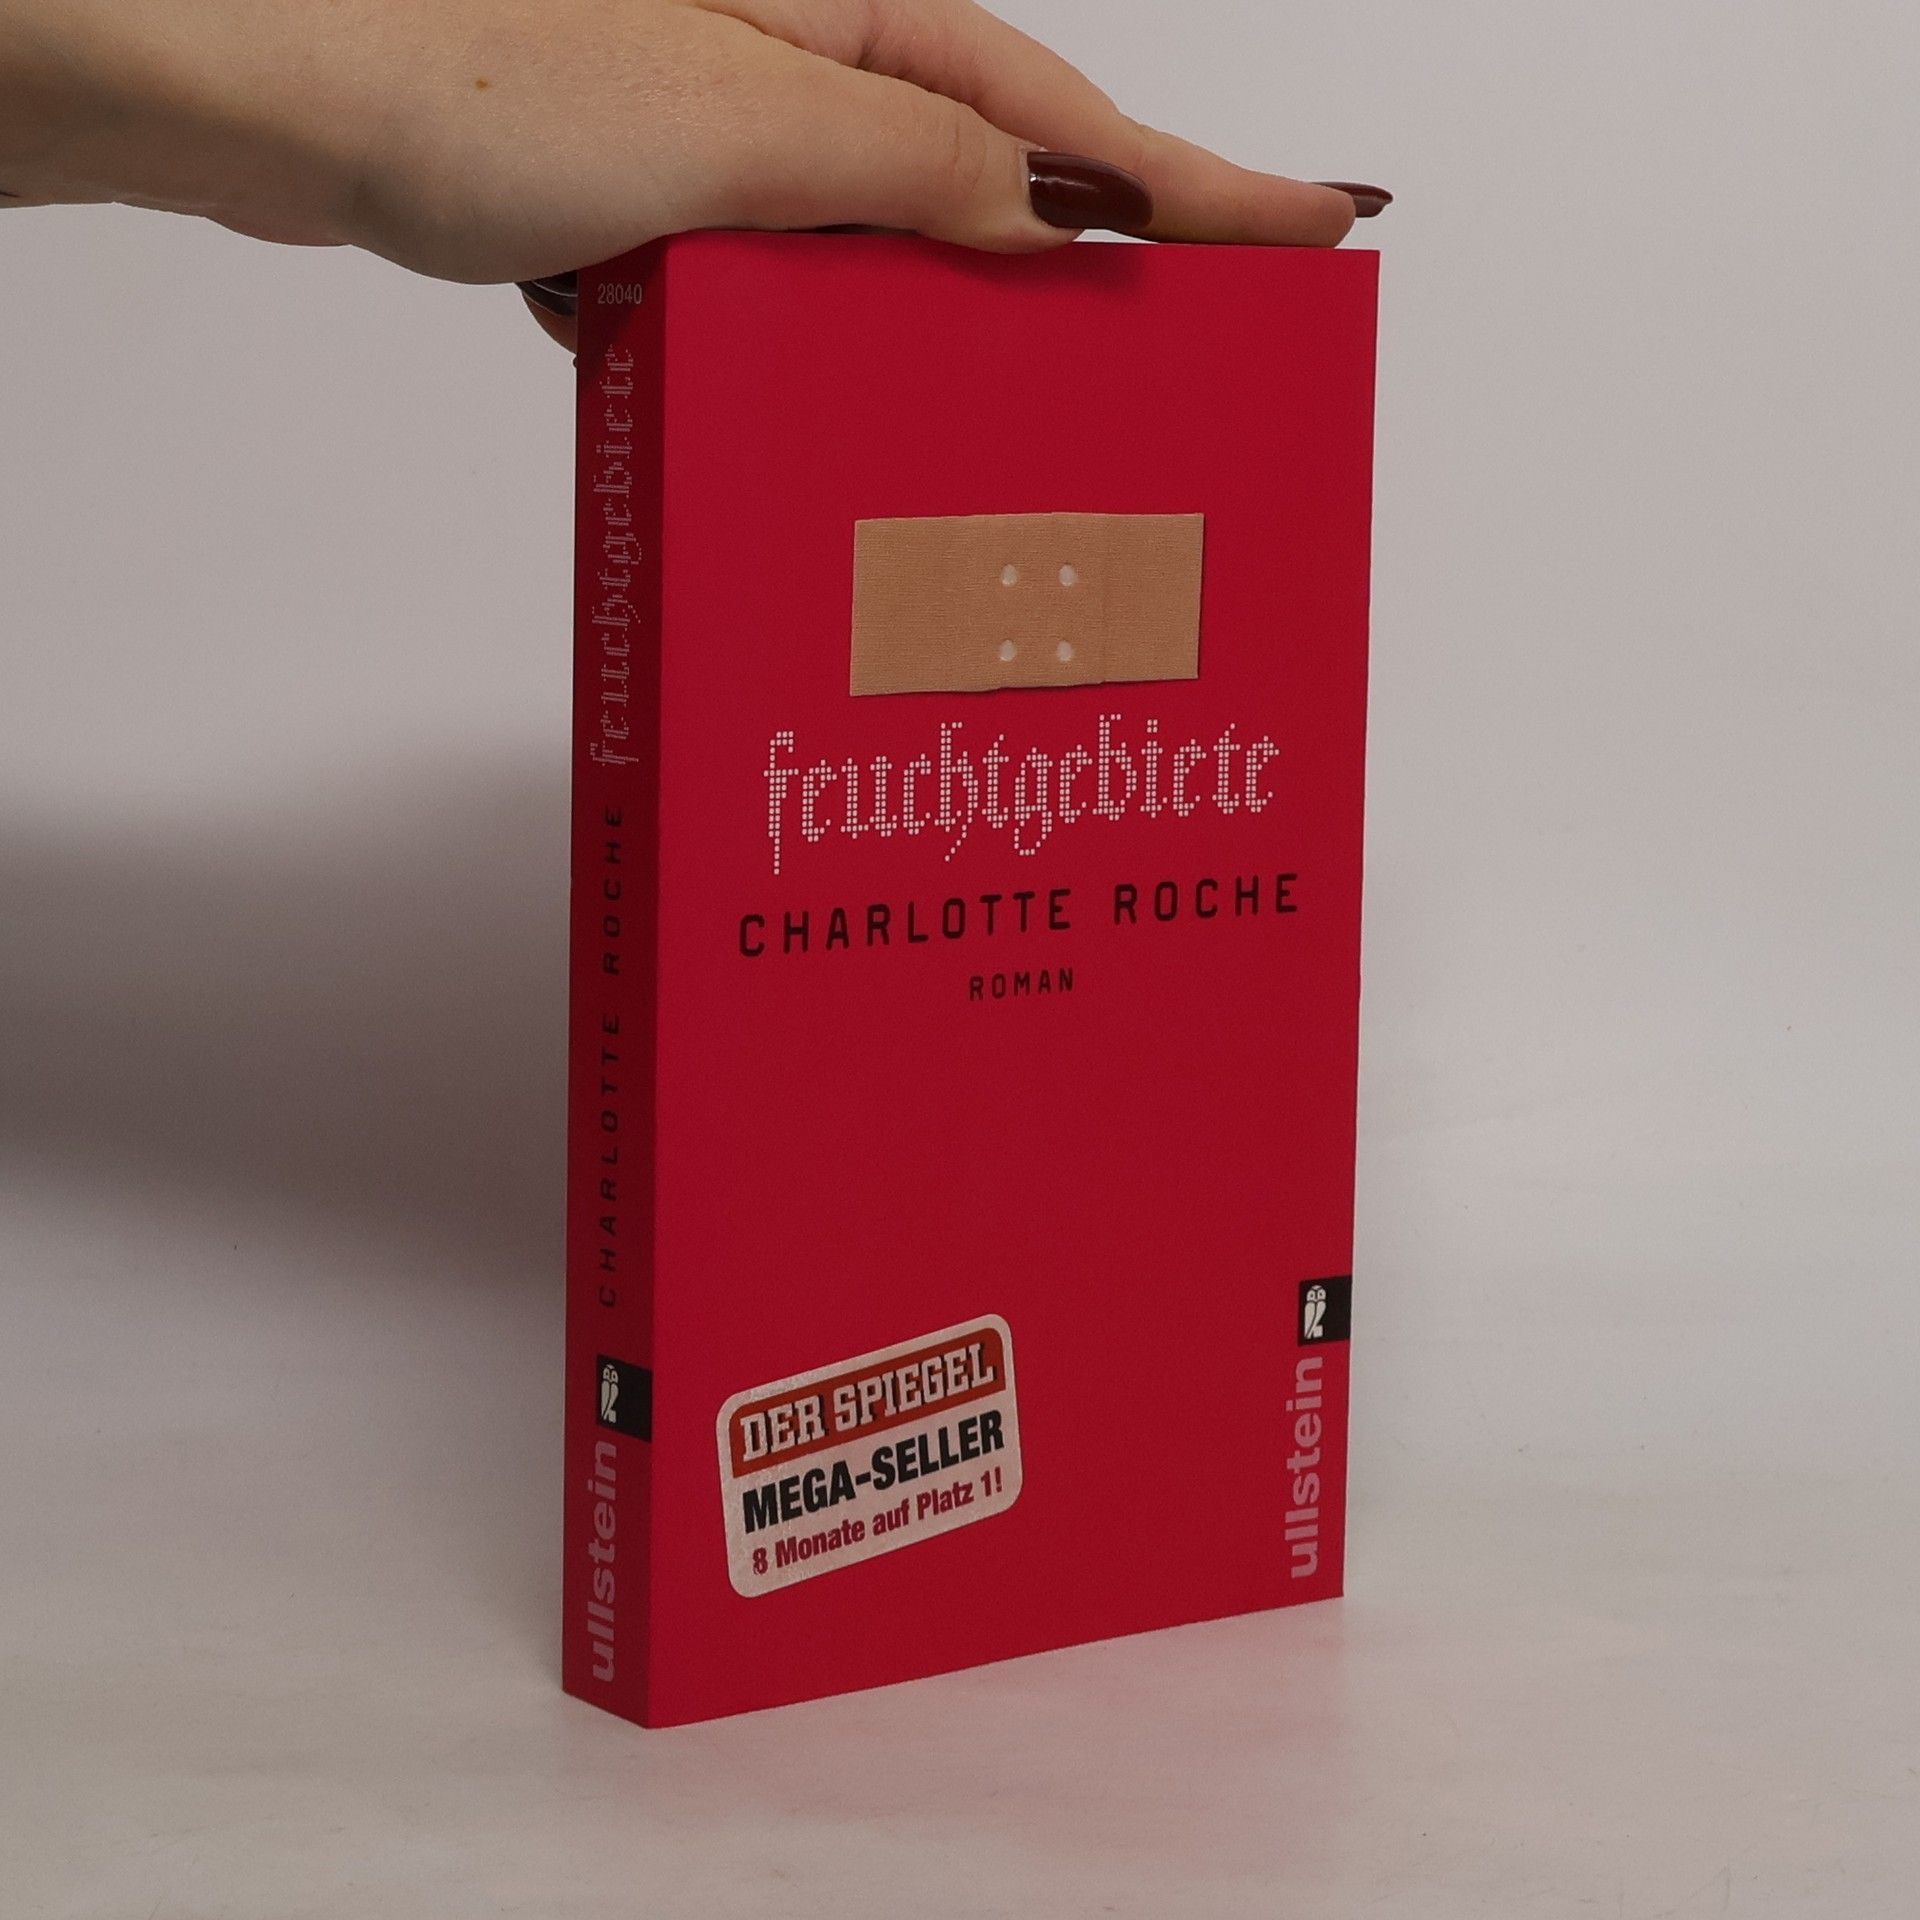 28040
feuchtgebiete
CHARLOTTE ROCHE
ullstein
feuchtgebiete
CHARLOTTE ROCHE
ROMAN
DER SPIEGEL
MEGA-SELLER
8 Monate auf Platz 1!
ullstein